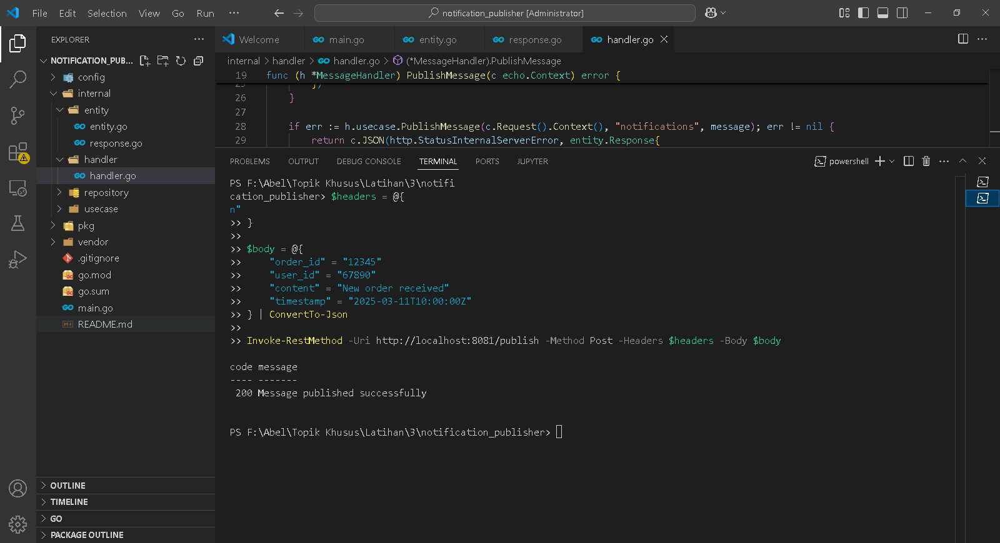 File Edit Selection View Go Run ··· notification_publisher [Administrator]
EXPLORER
NOTIFICATION_PUB...
config
internal
entity
entity.go
response.go
handler
handler.go
repository
usecase
pkg
vendor
.gitignore
go.mod
go.sum
main.go
README.md
OUTLINE
TIMELINE
GO
PACKAGE OUTLINE
Welcome main.go entity.go response.go handler.go
internal > handler > handler.go > (*MessageHandler).PublishMessage
19 func (h *MessageHandler) PublishMessage(c echo.Context) error {
25 })
26 }
27
28 if err := h.usecase.PublishMessage(c.Request().Context(), "notifications", message); err != nil {
29 return c.JSON(http.StatusInternalServerError, entity.Response{
PROBLEMS OUTPUT DEBUG CONSOLE TERMINAL PORTS JUPYTER powershell
PS F:\Abel\Topik Khusus\Latihan\3\notifi
cation_publisher> $headers = @{
n"
>> }
>>
>> $body = @{
>>     "order_id" = "12345"
>>     "user_id" = "67890"
>>     "content" = "New order received"
>>     "timestamp" = "2025-03-11T10:00:00Z"
>> } | ConvertTo-Json
>>
>> Invoke-RestMethod -Uri http://localhost:8081/publish -Method Post -Headers $headers -Body $body
code message
---- -------
200 Message published successfully
PS F:\Abel\Topik Khusus\Latihan\3\notification_publisher>